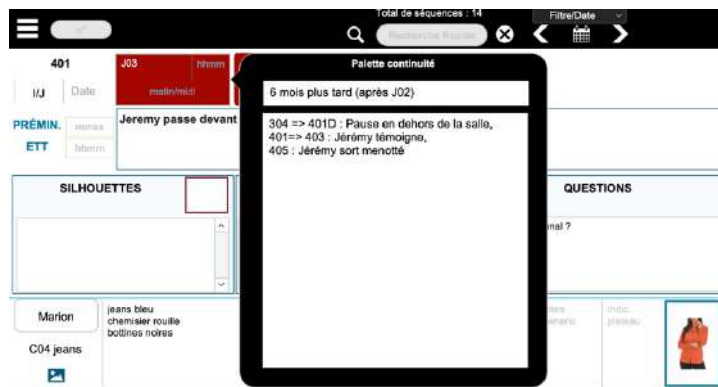 Total de séquences : 14
Filtre/Date
Recherche Rapide
401
J03
hhmm
Palette continuité
I/J
Date
matin/midi
6 mois plus tard (après J02)
PRÉMIN.
mmss
Jeremy passe devant
304 => 401D : Pause en dehors de la salle,
401=> 403 : Jérémy témoigne,
405 : Jérémy sort menotté
ETT
hhmm
SILHOUETTES
QUESTIONS
Marion
jeans bleu
chemisier rouille
bottines noires
indic.
plateau
C04 jeans